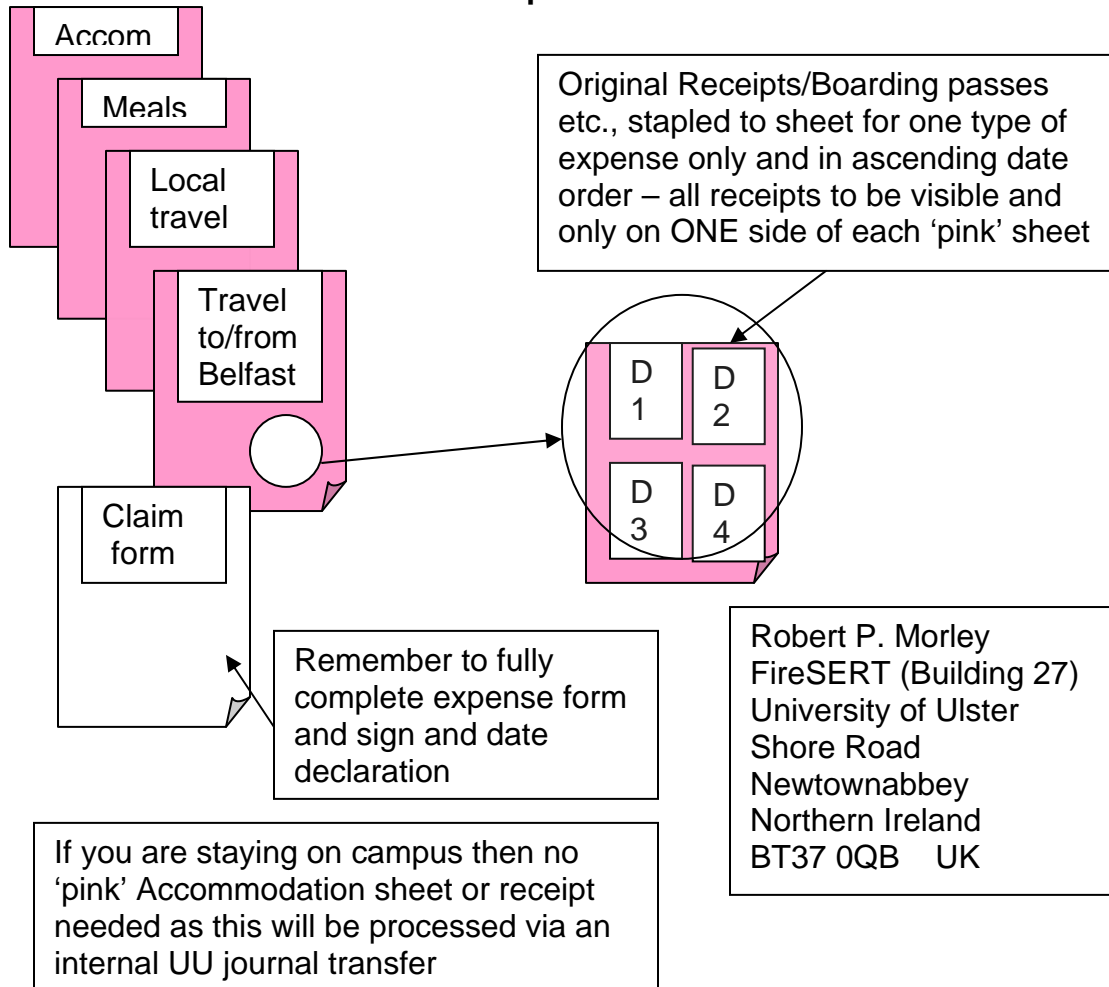 Accom
Meals
Local
travel
Travel
to/from
Belfast
Claim
form
Original Receipts/Boarding passes
etc., stapled to sheet for one type of
expense only and in ascending date
order – all receipts to be visible and
only on ONE side of each ‘pink’ sheet
D
1
D
2
D
3
D
4
Remember to fully
complete expense form
and sign and date
declaration
Robert P. Morley
FireSERT (Building 27)
University of Ulster
Shore Road
Newtownabbey
Northern Ireland
BT37 0QB UK
If you are staying on campus then no
‘pink’ Accommodation sheet or receipt
needed as this will be processed via an
internal UU journal transfer